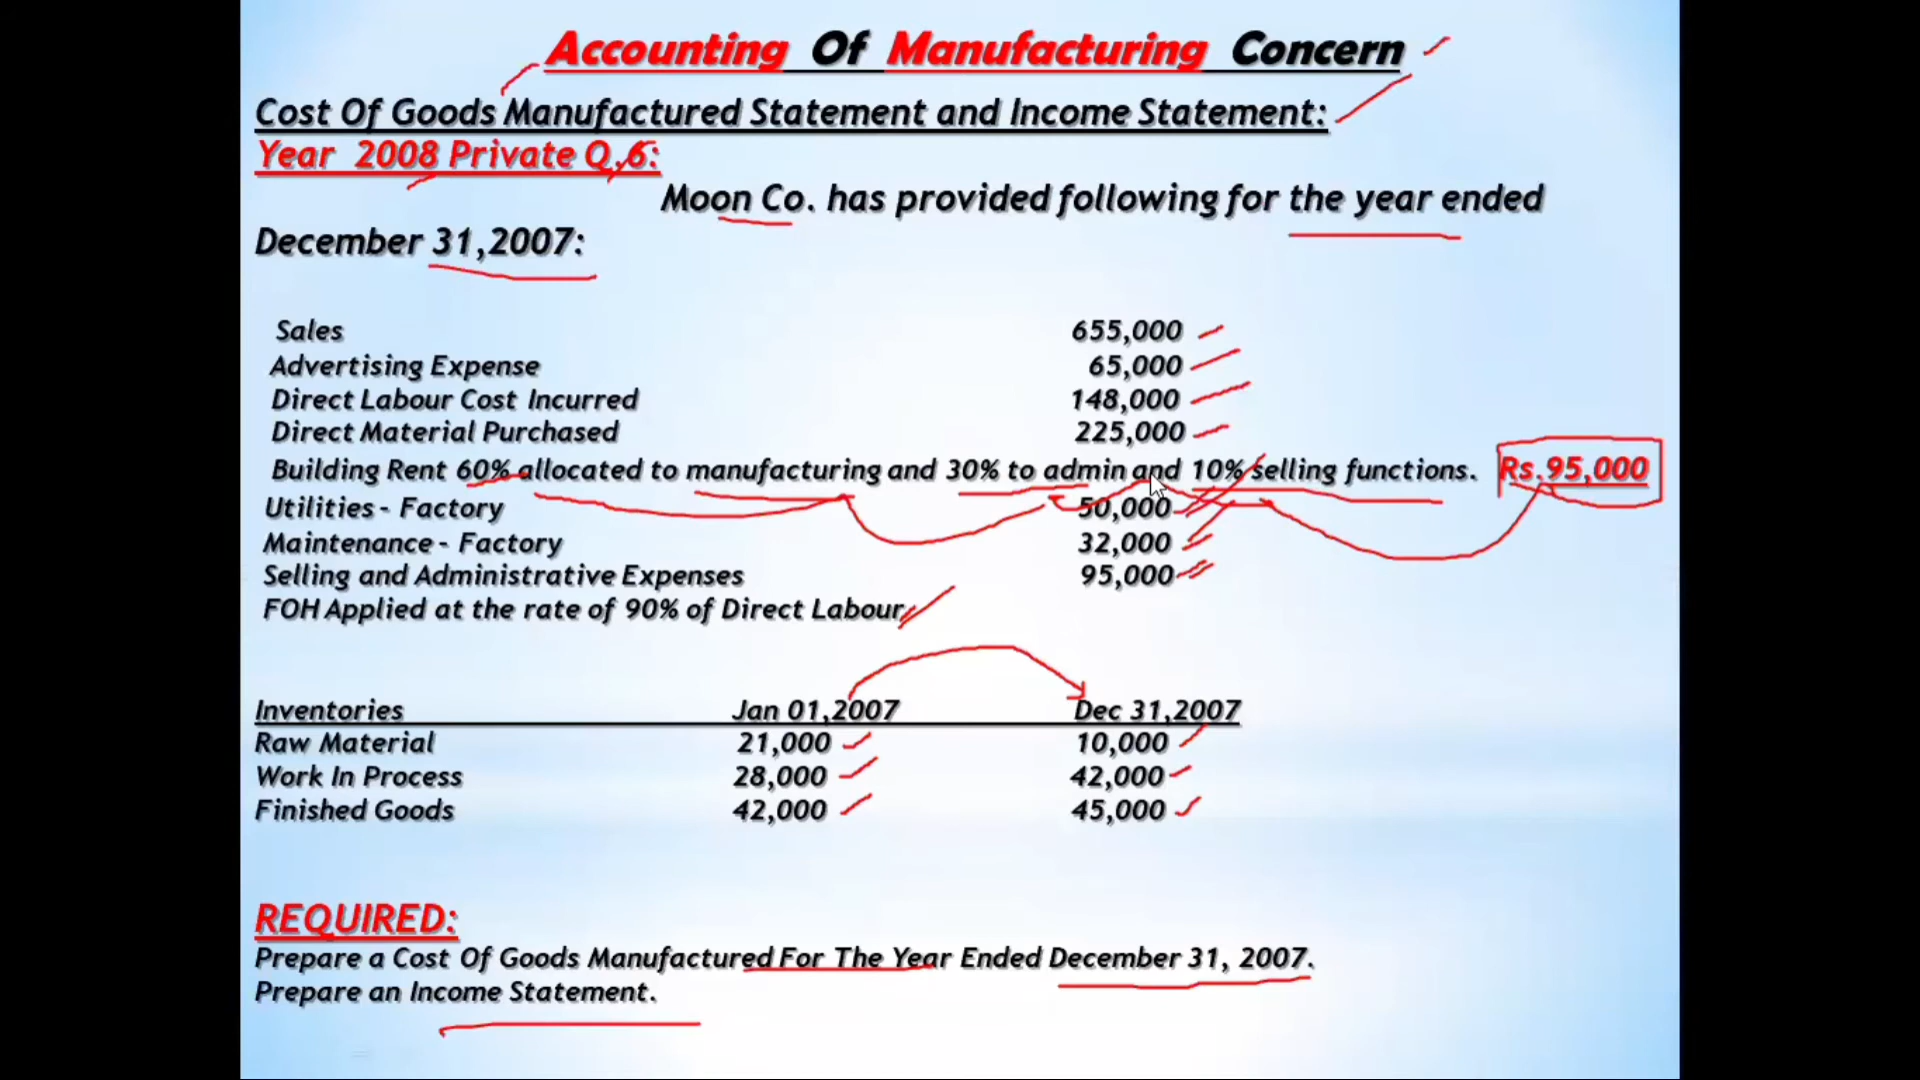 Accounting Of Manufacturing Concern
Cost Of Goods Manufactured Statement and Income Statement:
Year 2008 Private Q.6:
Moon Co. has provided following for the year ended
December 31,2007:
Sales 655,000
Advertising Expense 65,000
Direct Labour Cost Incurred 148,000
Direct Material Purchased 225,000
Building Rent 60% allocated to manufacturing and 30% to admin and 10% selling functions. Rs.95,000
Utilities - Factory 50,000
Maintenance - Factory 32,000
Selling and Administrative Expenses 95,000
FOH Applied at the rate of 90% of Direct Labour
Inventories Jan 01,2007 Dec 31,2007
Raw Material 21,000 10,000
Work In Process 28,000 42,000
Finished Goods 42,000 45,000
REQUIRED:
Prepare a Cost Of Goods Manufactured For The Year Ended December 31, 2007.
Prepare an Income Statement.